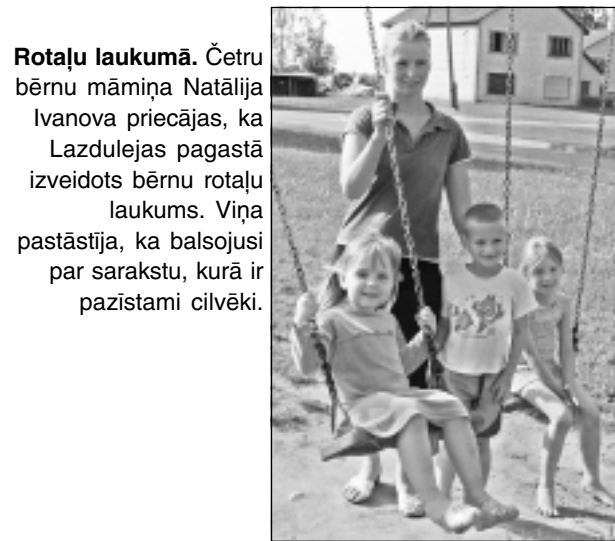 Rotaļu laukumā. Četru
bērnu māmiņa Natālija
Ivanova priecājas, ka
Lazdulejas pagastā
izveidots bērnu rotaļu
laukums. Viņa
pastāstīja, ka balsojusi
par sarakstu, kurā ir
pazīstami cilvēki.